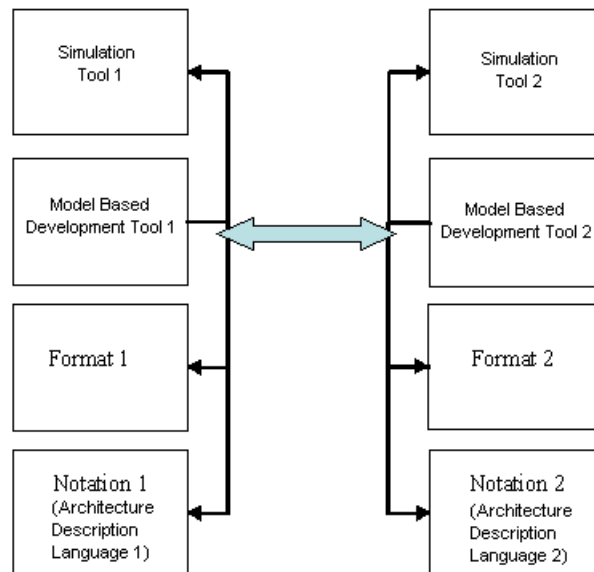 Simulation
Tool 1
Model Based
Development Tool 1
Format 1
Notation 1
(Architecture
Description
Language 1)
Simulation
Tool 2
Model Based
Development Tool 2
Format 2
Notation 2
(Architecture
Description
Language 2)